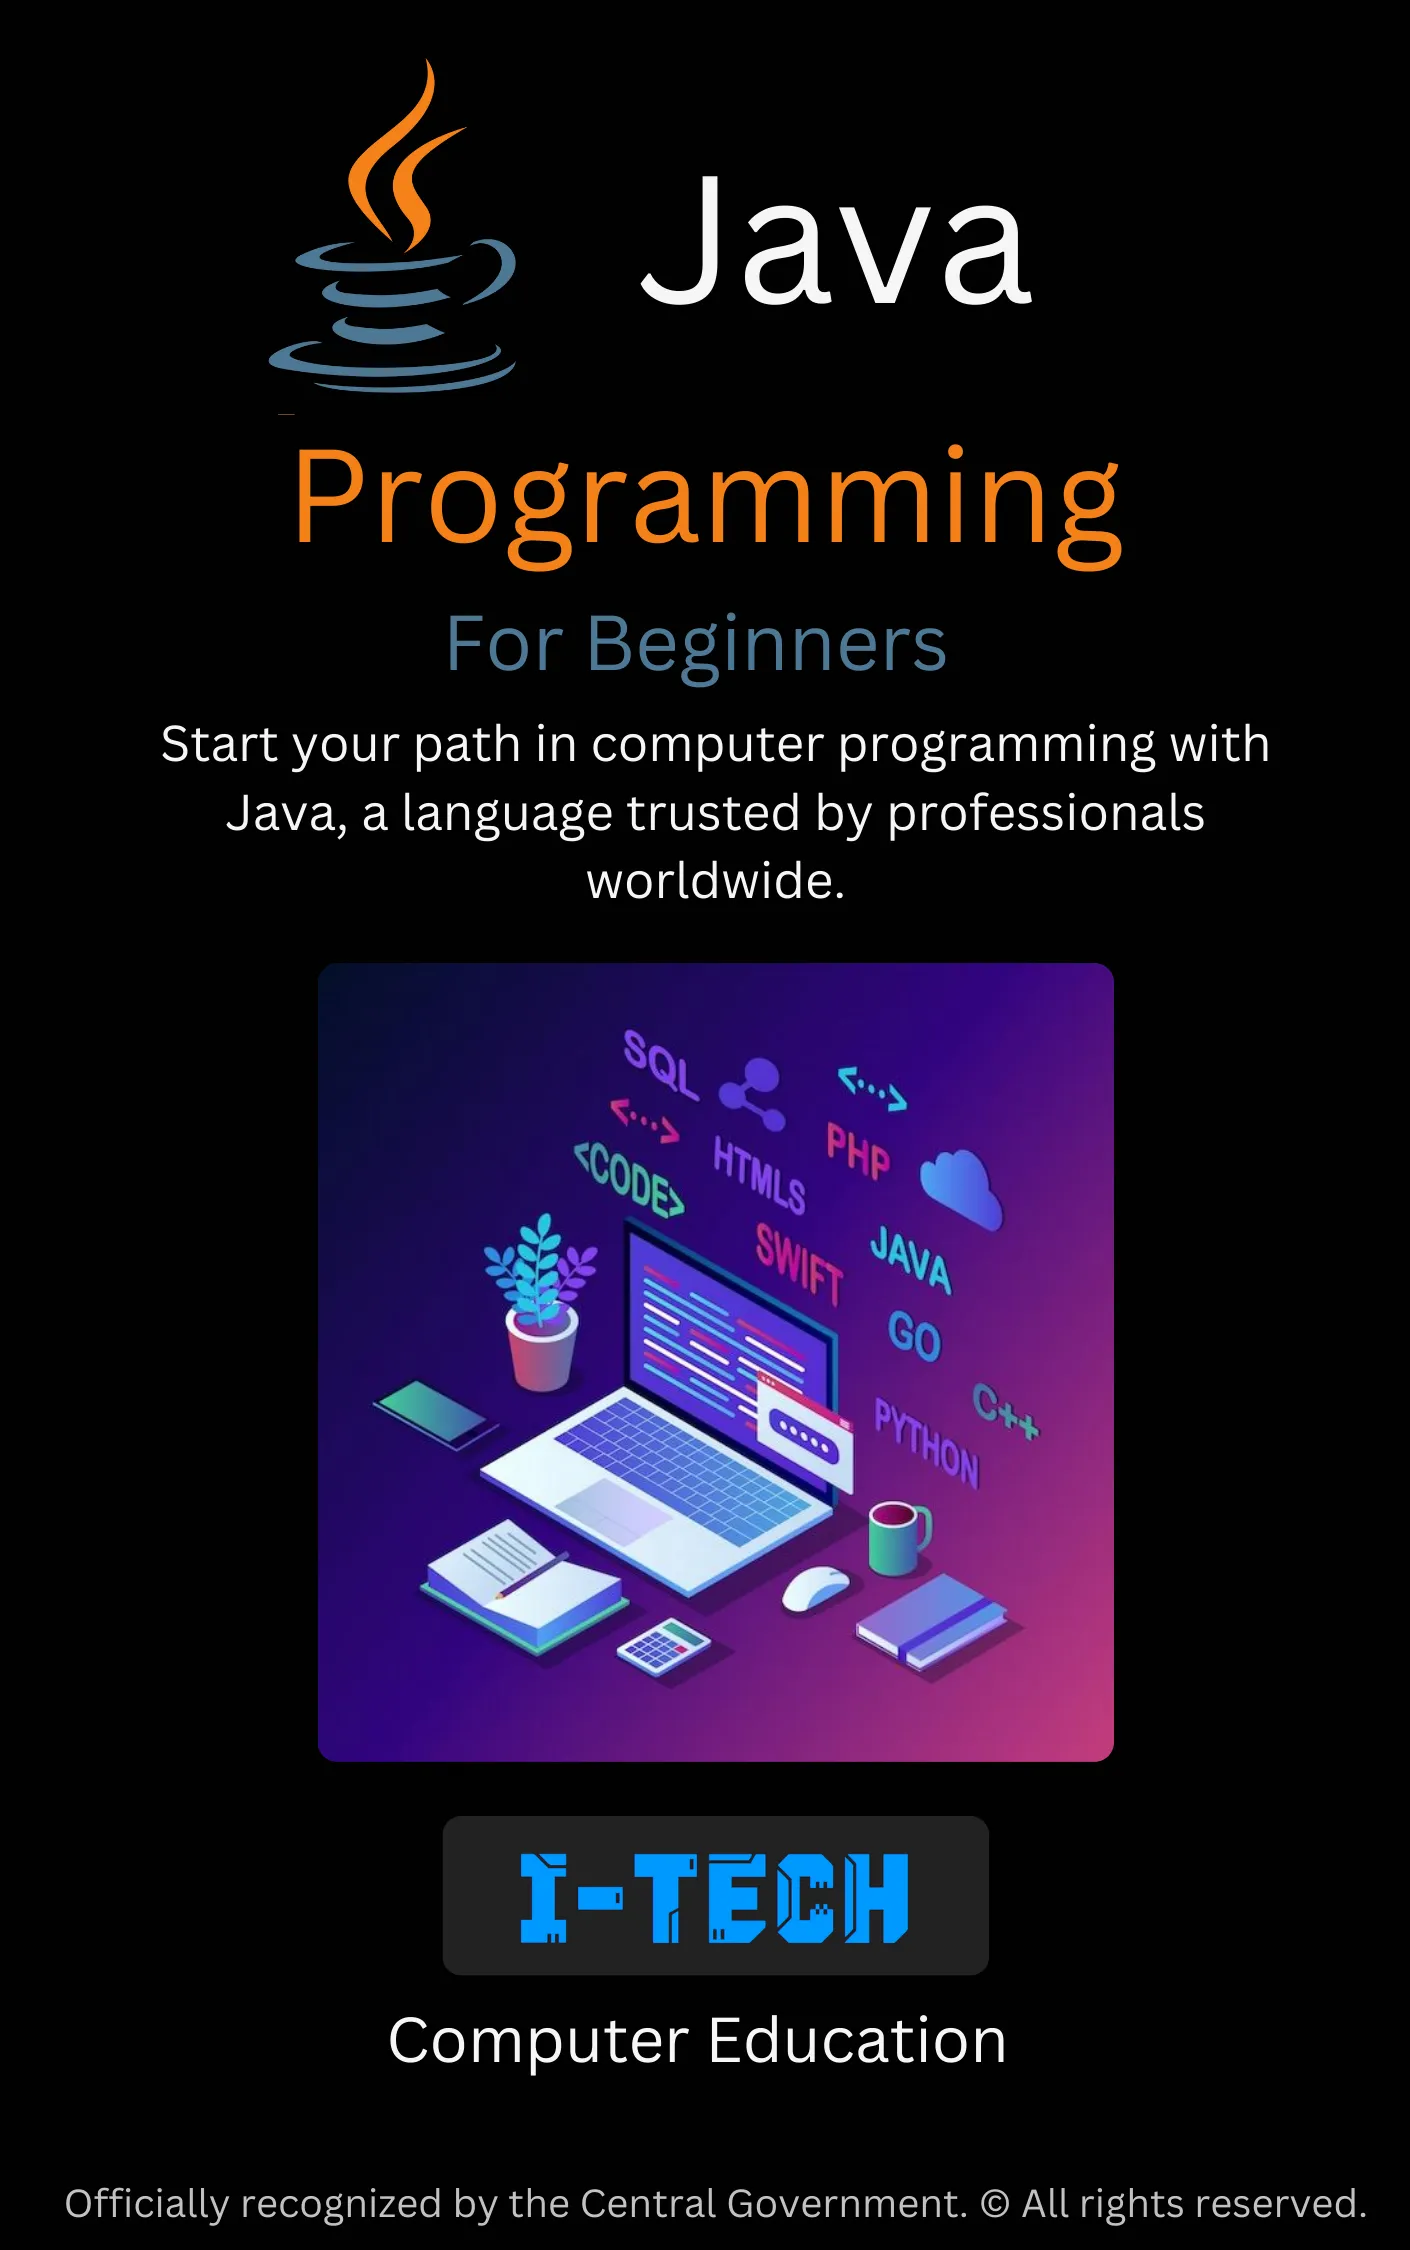 Java
Programming
For Beginners
Start your path in computer programming with
Java, a language trusted by professionals
worldwide.
SQL
<...>
<...>
PHP
HTMLS
<CODE>
SWIFT
JAVA
GO
C++
PYTHON
I-TECH
Computer Education
Officially recognized by the Central Government. © All rights reserved.